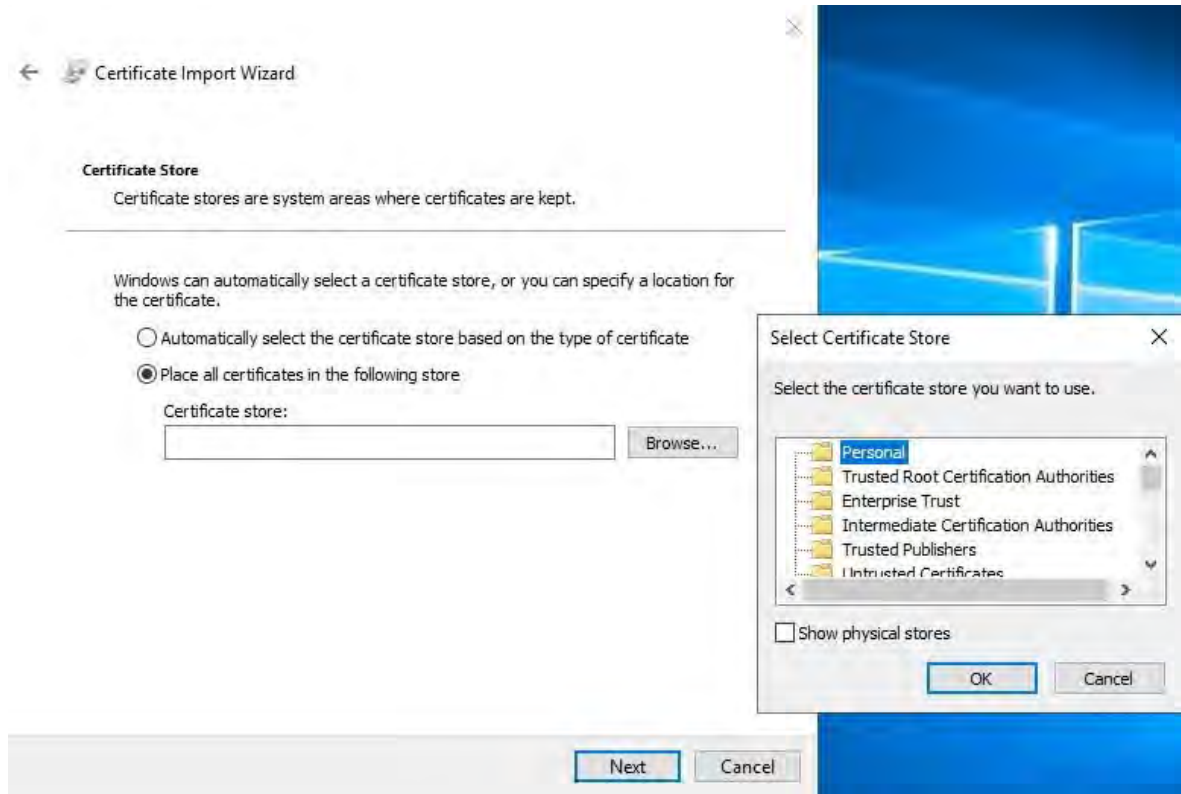 Certificate Import Wizard
Certificate Store
Certificate stores are system areas where certificates are kept.
Windows can automatically select a certificate store, or you can specify a location for
the certificate.
Automatically select the certificate store based on the type of certificate
Place all certificates in the following store
Certificate store:
Browse...
Next
Cancel
Select Certificate Store
Select the certificate store you want to use.
Personal
Trusted Root Certification Authorities
Enterprise Trust
Intermediate Certification Authorities
Trusted Publishers
Untrusted Certificates
Show physical stores
OK
Cancel